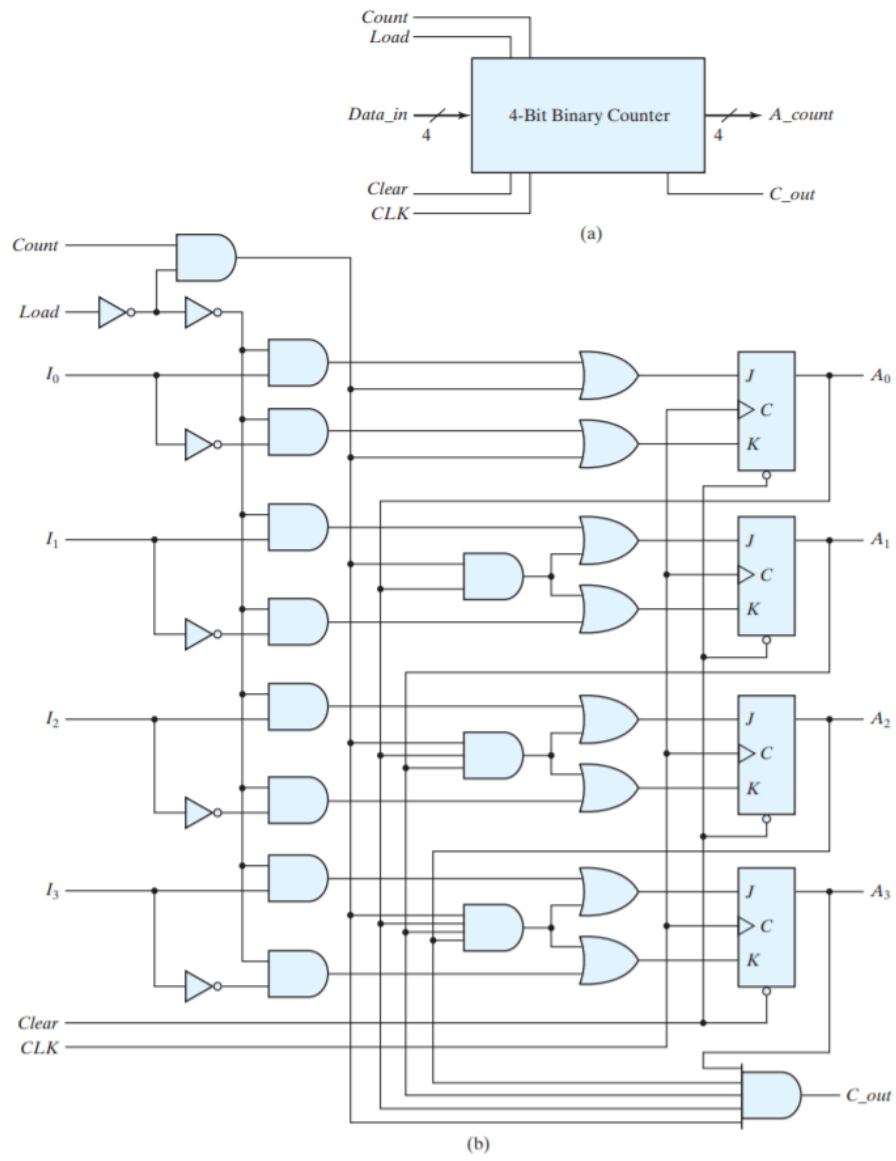 Count
Load
Data_in 4 4-Bit Binary Counter 4 A_count
Clear C_out
CLK
(a)
Count
Load
I0 J A0
C
K
I1 J A1
C
K
I2 J A2
C
K
I3 J A3
C
K
Clear
CLK
C_out
(b)